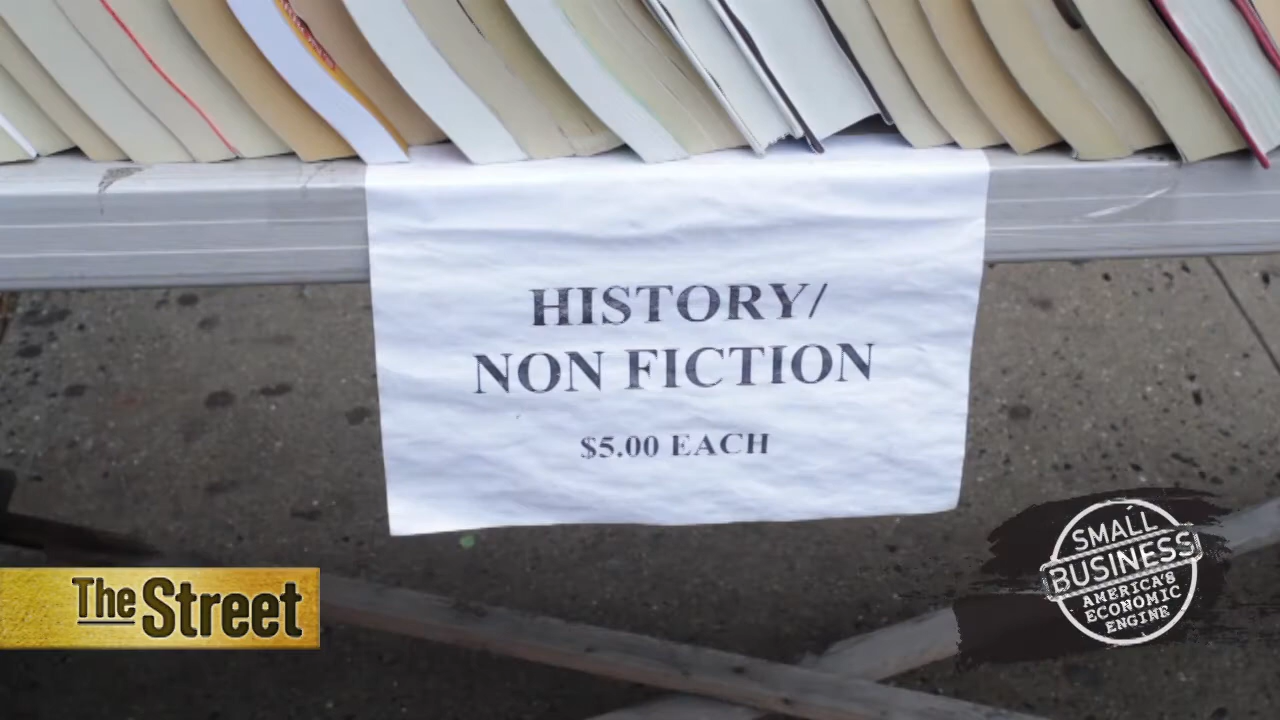 HISTORY/
NON FICTION
$5.00 EACH
The Street
SMALL
BUSINESS
AMERICA'S
ECONOMIC
ENGINE